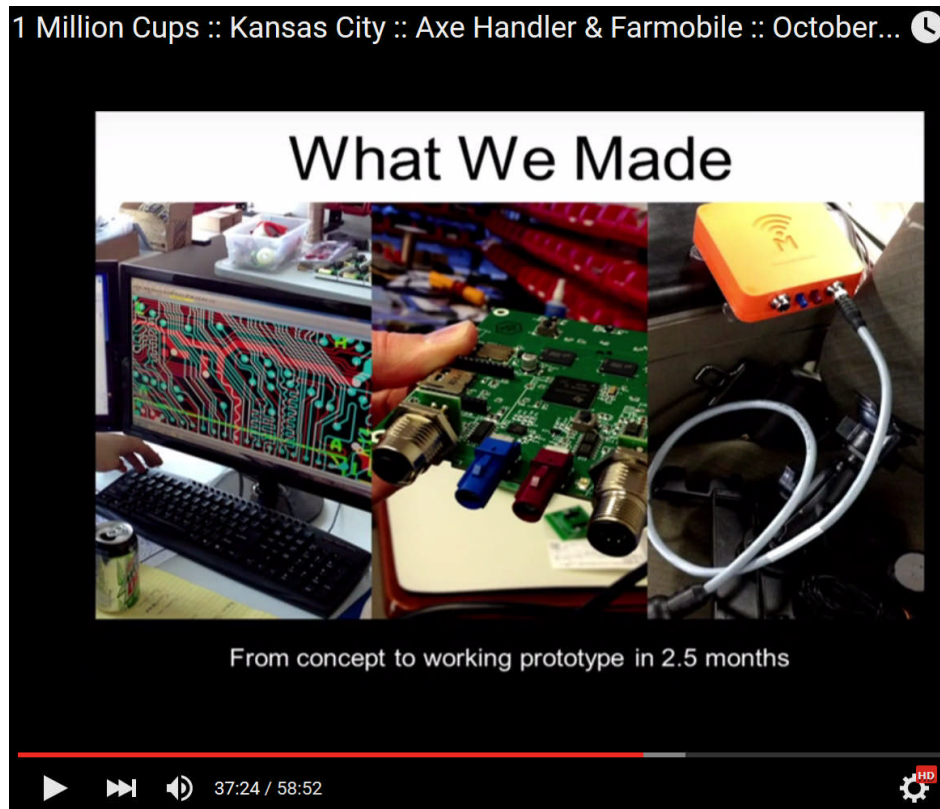 1 Million Cups :: Kansas City :: Axe Handler & Farmobile :: October...
What We Made
From concept to working prototype in 2.5 months
37:24 / 58:52
HD